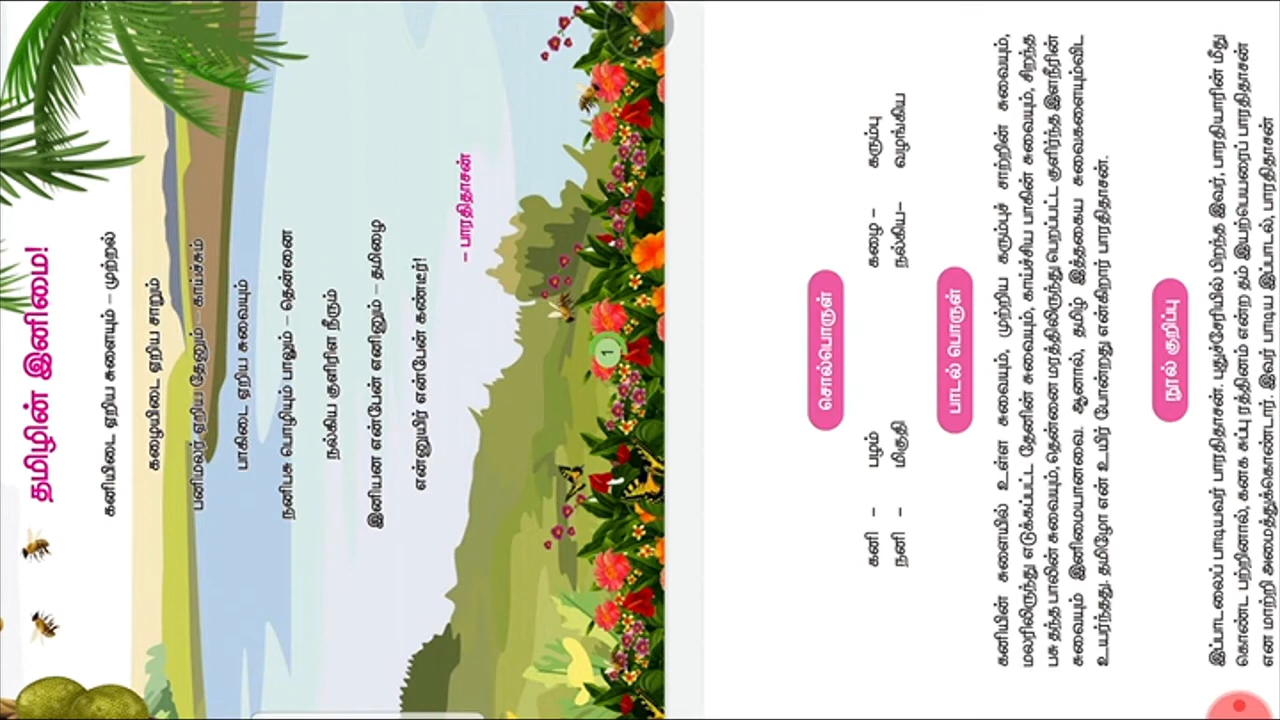 தமிழின் இனிமை!
கனியிடை ஏறிய சுளையும் – முற்றல்
கழையிடை ஏறிய சாறும்
பனிமலர் ஏறிய தேனும் – காய்ச்சும்
பாகிடை ஏறிய சுவையும்
நனிபசு பொழியும் பாலும் – தென்னை
நல்கிய குளிரிள நீரும்
இனியன என்பேன் எனினும் – தமிழை
என்னுயிர் என்பேன் கண்டீர்!
– பாரதிதாசன்
1
சொல்பொருள்
கனி – பழம் கழை – கரும்பு
நனி – மிகுதி நல்கிய– வழங்கிய
பாடல் பொருள்
கனியின் சுளையில் உள்ள சுவையும், முற்றிய கரும்புச் சாற்றின் சுவையும்,
மலரிலிருந்து எடுக்கப்பட்ட தேனின் சுவையும், காய்ச்சிய பாகின் சுவையும், சிறந்த
பசு தந்த பாலின் சுவையும், தென்னை மரத்திலிருந்து பெறப்பட்ட குளிர்ந்த இளநீரின்
சுவையும் இனிமையானவை. ஆனால், தமிழ் இத்தகைய சுவைகளையும்விட
உயர்ந்தது. தமிழோ என் உயிர் போன்றது என்கிறார் பாரதிதாசன்.
நூல் குறிப்பு
இப்பாடலைப் பாடியவர் பாரதிதாசன். புதுச்சேரியில் பிறந்த இவர், பாரதியாரின் மீது
கொண்ட பற்றினால், கனக சுப்பு ரத்தினம் என்ற தம் இயற்பெயரைப் பாரதிதாசன்
என மாற்றி அமைத்துக்கொண்டார். இவர் பாடிய இப்பாடல், பாரதிதாசன்